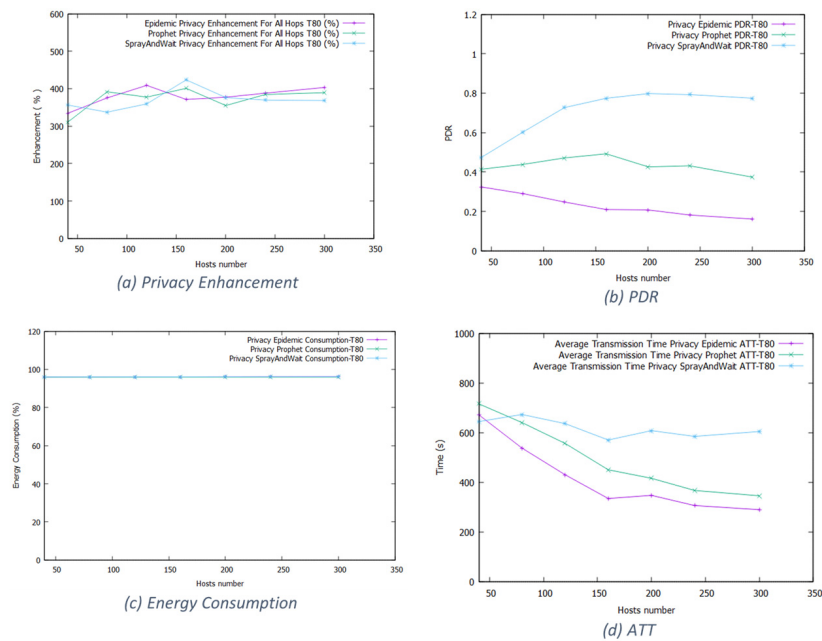 600
500
400
300
200
100
0
Enhancement ( % )
Epidemic Privacy Enhancement For All Hops T80 (%)
Prophet Privacy Enhancement For All Hops T80 (%)
SprayAndWait Privacy Enhancement For All Hops T80 (%)
50 100 150 200 250 300 350
Hosts number
(a) Privacy Enhancement
1
0.8
0.6
0.4
0.2
0
PDR
Privacy Epidemic PDR-T80
Privacy Prophet PDR-T80
Privacy SprayAndWait PDR-T80
50 100 150 200 250 300 350
Hosts number
(b) PDR
120
100
80
60
40
20
0
Energy Consumption (%)
Privacy Epidemic Consumption-T80
Privacy Prophet Consumption-T80
Privacy SprayAndWait Consumption-T80
50 100 150 200 250 300 350
Hosts number
(c) Energy Consumption
1000
800
600
400
200
0
Time (s)
Average Transmission Time Privacy Epidemic ATT-T80
Average Transmission Time Privacy Prophet ATT-T80
Average Transmission Time Privacy SprayAndWait ATT-T80
50 100 150 200 250 300 350
Hosts number
(d) ATT